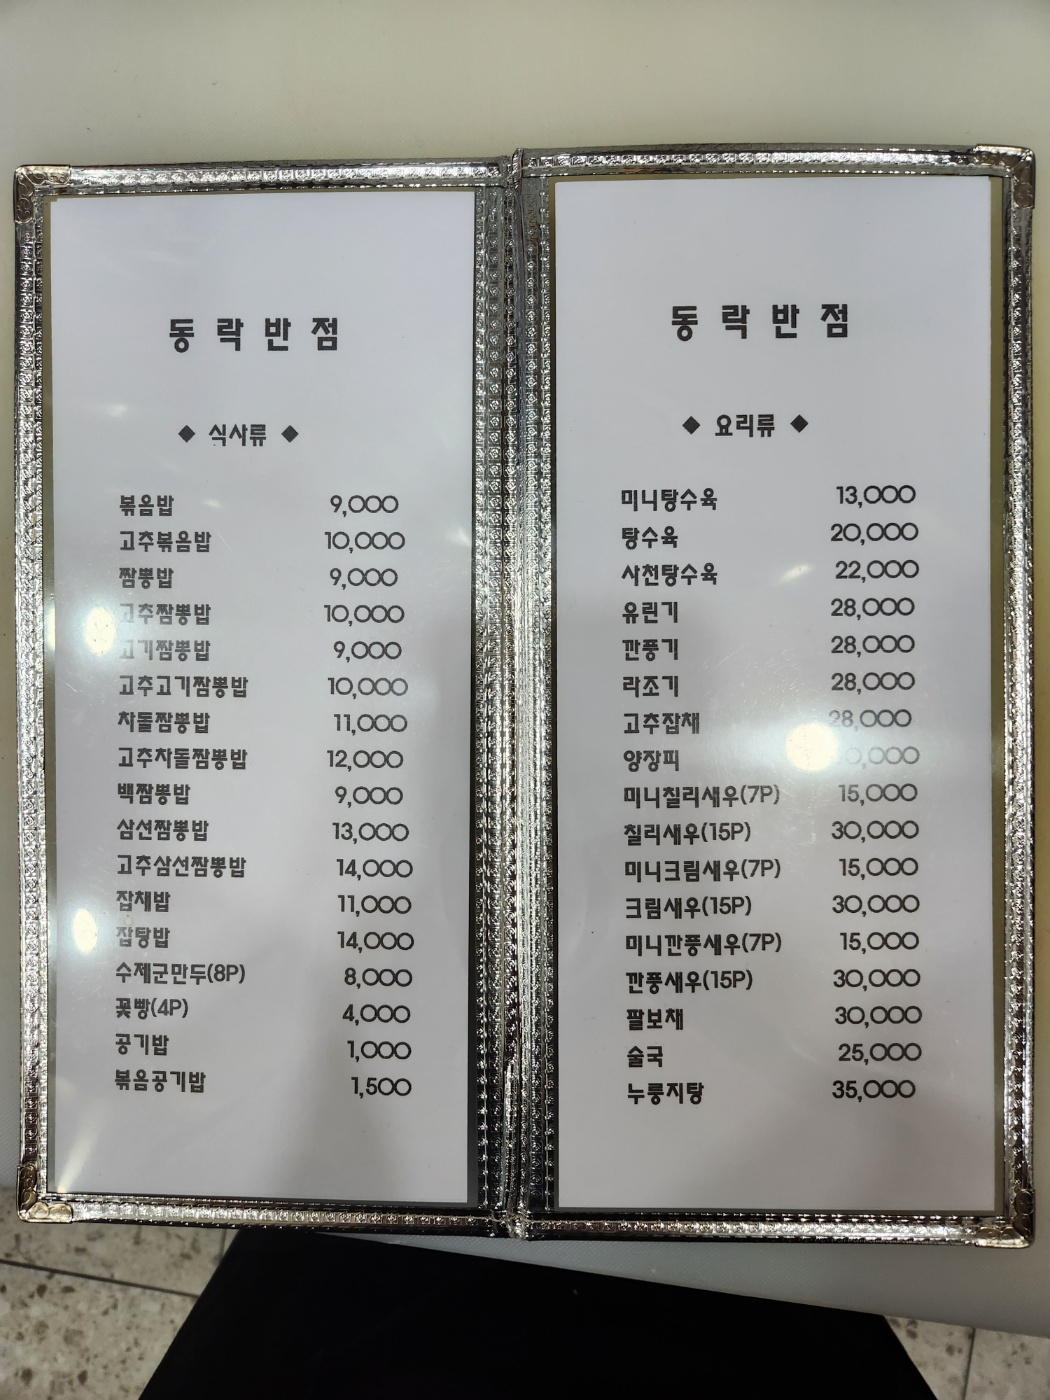 동락반점
◆ 식사류 ◆
볶음밥 9,000
고추볶음밥 10,000
짬뽕밥 9,000
고추짬뽕밥 10,000
고기짬뽕밥 9,000
고추고기짬뽕밥 10,000
차돌짬뽕밥 11,000
고추차돌짬뽕밥 12,000
백짬뽕밥 9,000
삼선짬뽕밥 13,000
고추삼선짬뽕밥 14,000
잡채밥 11,000
잡탕밥 14,000
수제군만두(8P) 8,000
꽃빵(4P) 4,000
공기밥 1,000
볶음공기밥 1,500
동락반점
◆ 요리류 ◆
미니탕수육 13,000
탕수육 20,000
사천탕수육 22,000
유린기 28,000
깐풍기 28,000
라조기 28,000
고추잡채 28,000
양장피
미니칠리새우(7P) 15,000
칠리새우(15P) 30,000
미니크림새우(7P) 15,000
크림새우(15P) 30,000
미니깐풍새우(7P) 15,000
깐풍새우(15P) 30,000
팔보채 30,000
술국 25,000
누룽지탕 35,000